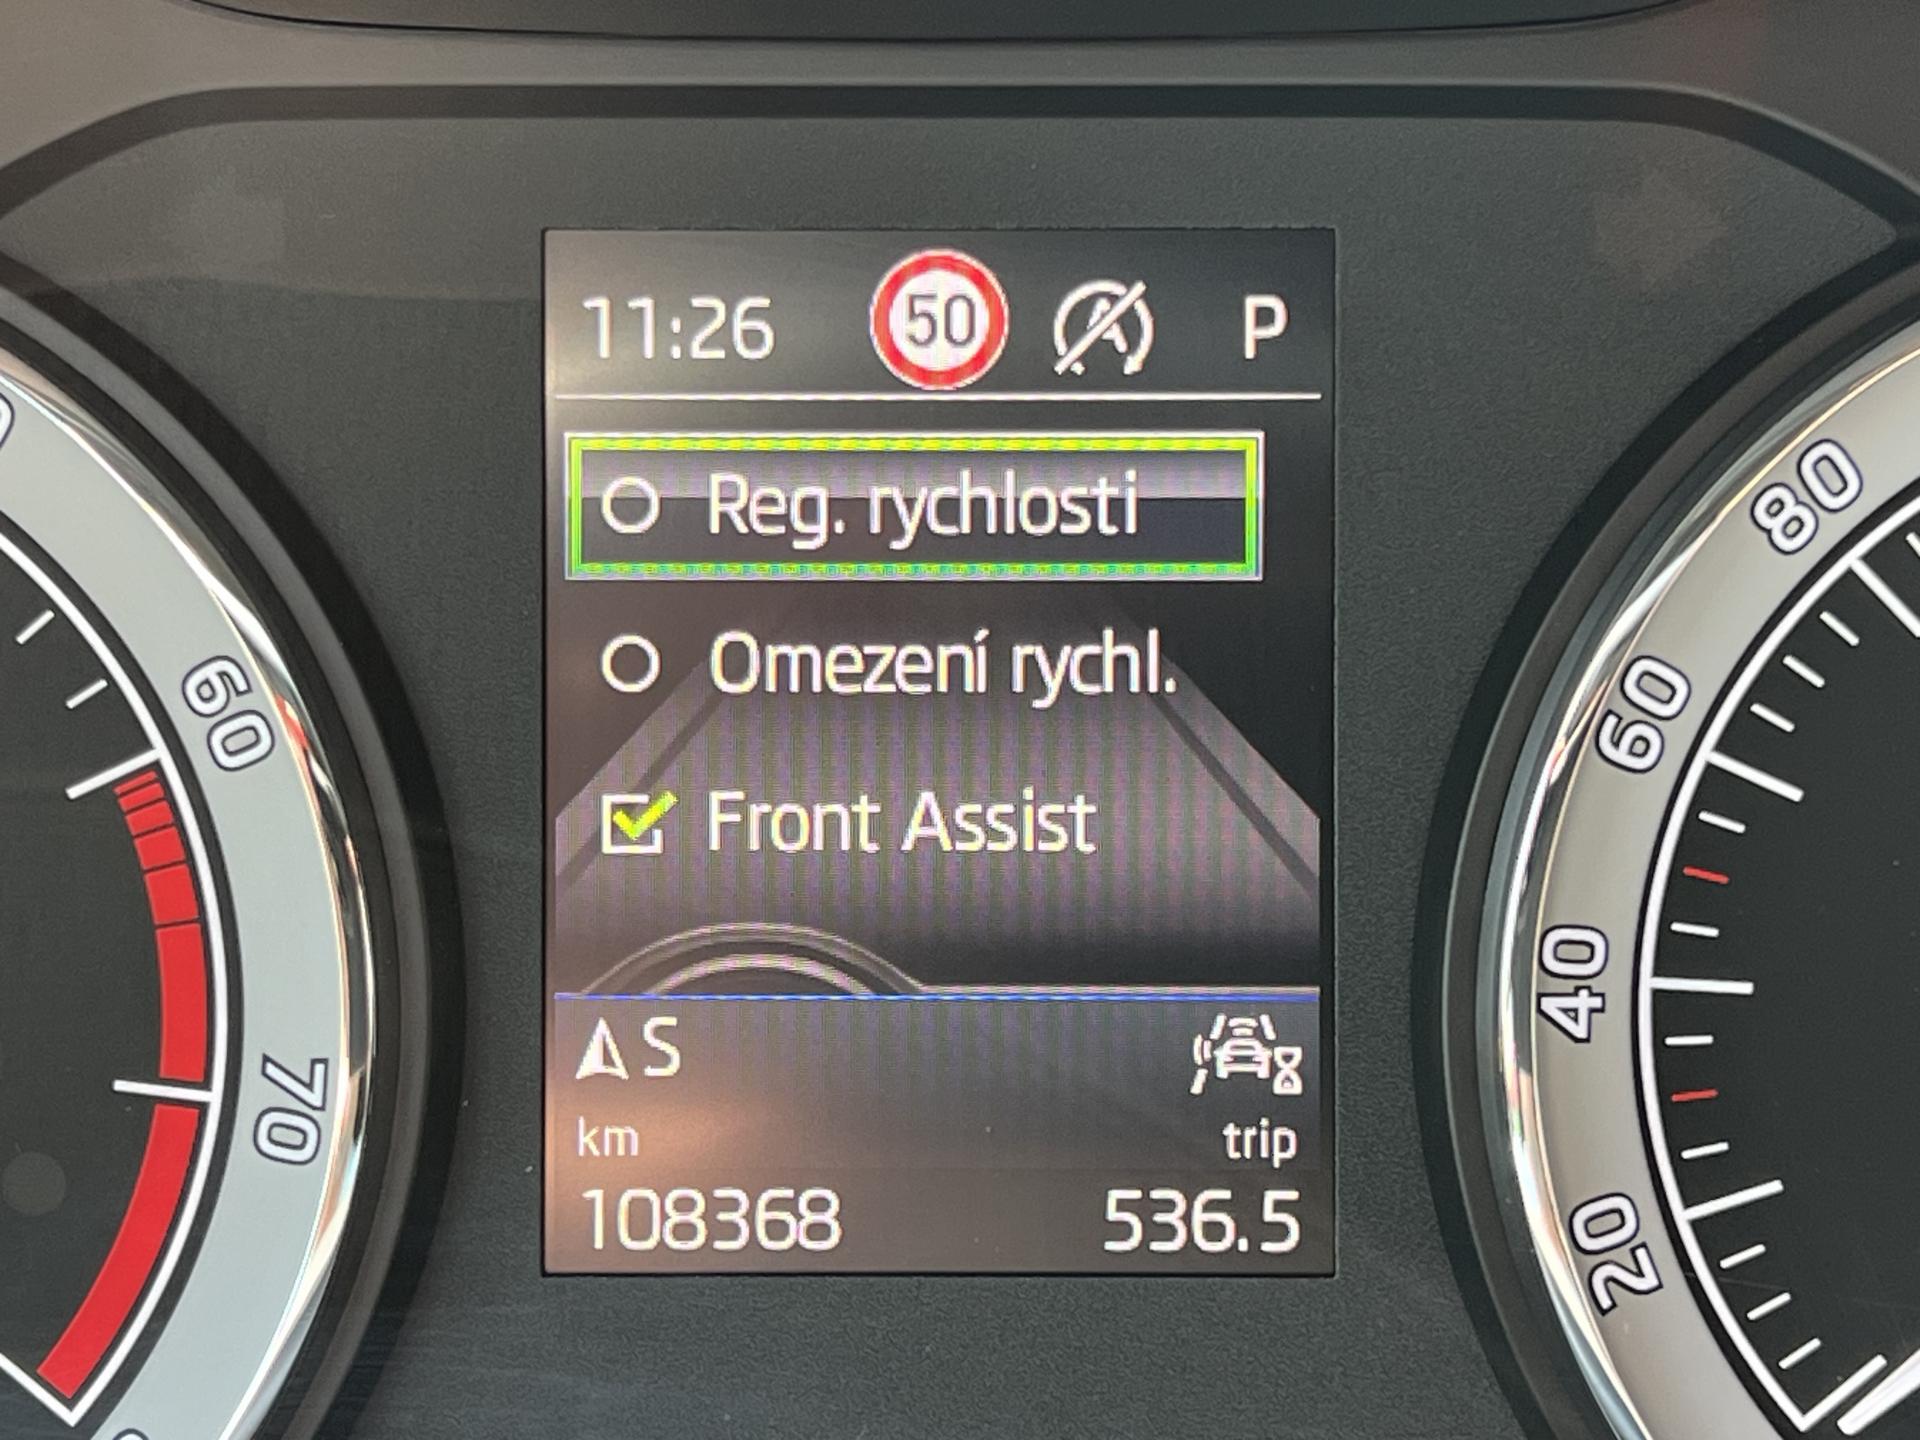 11:26 50 A P
Reg. rychlosti
Omezení rychl.
Front Assist
S
km trip
108368 536.5
60
70
80
60
40
20